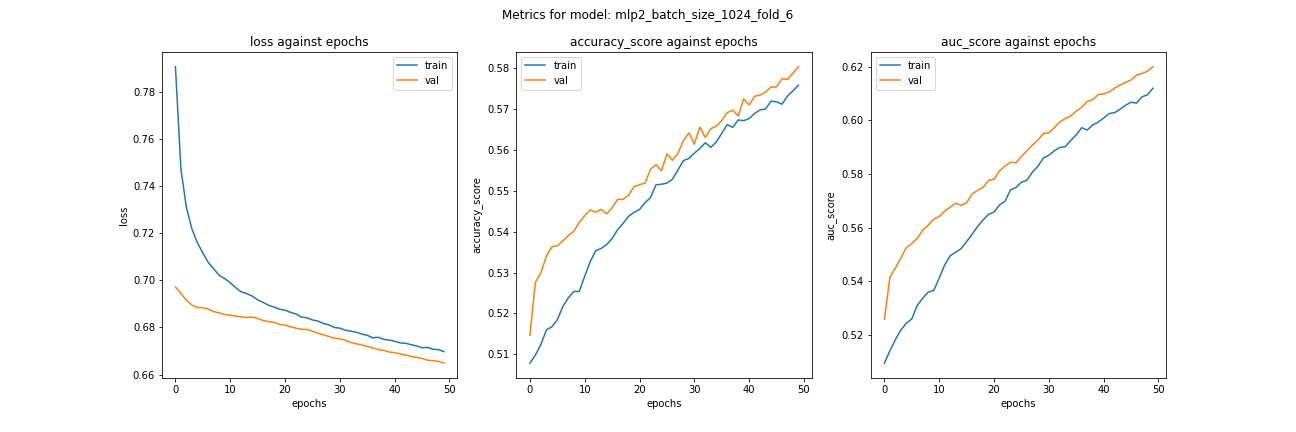 Metrics for model: mlp2_batch_size_1024_fold_6
loss against epochs
train
val
0.78
0.76
0.74
0.72
0.70
0.68
0.66
loss
0
10
20
30
40
50
epochs
accuracy_score against epochs
train
val
0.58
0.57
0.56
0.55
0.54
0.53
0.52
0.51
accuracy_score
0
10
20
30
40
50
epochs
auc_score against epochs
train
val
0.62
0.60
0.58
0.56
0.54
0.52
auc_score
0
10
20
30
40
50
epochs